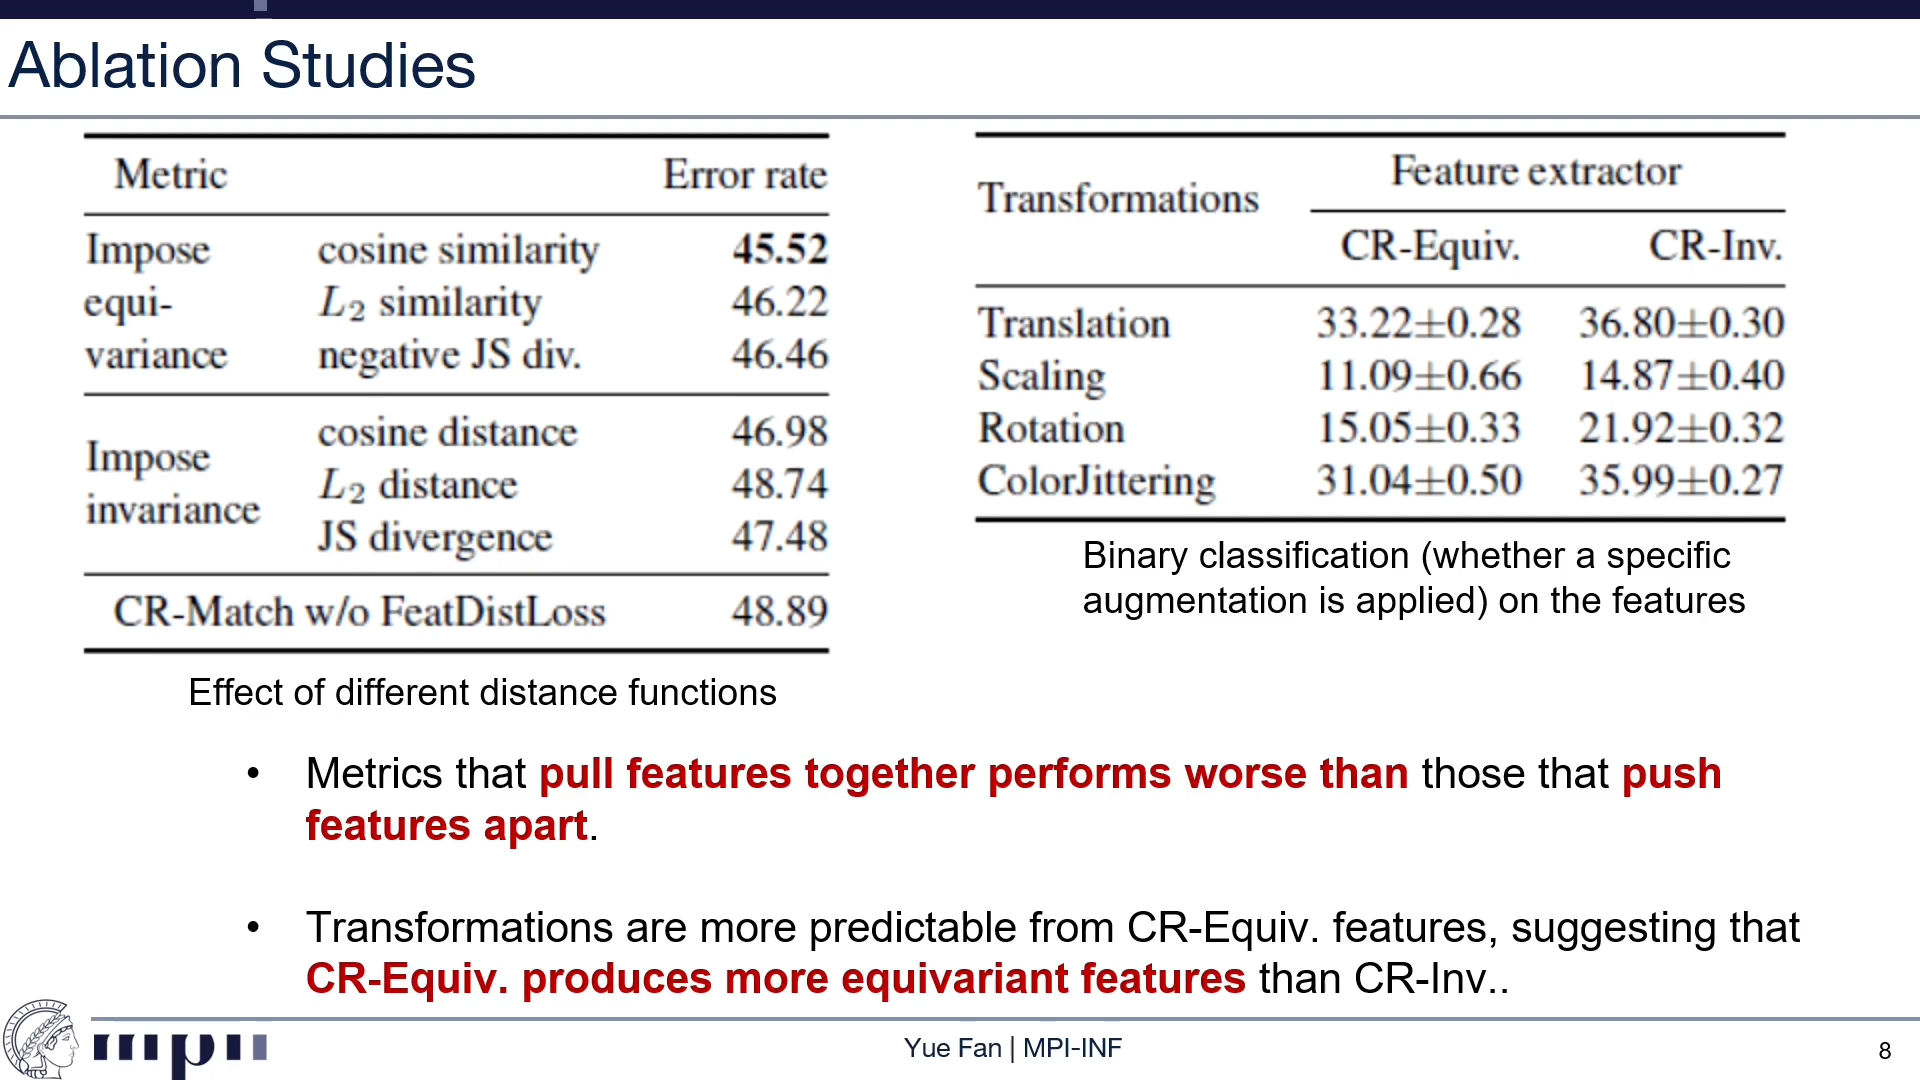 Ablation Studies
Metric Error rate
Impose cosine similarity 45.52
equi- L2 similarity 46.22
variance negative JS div. 46.46
Impose invariance cosine distance 46.98
L2 distance 48.74
JS divergence 47.48
CR-Match w/o FeatDistLoss 48.89
Effect of different distance functions
Transformations Feature extractor
CR-Equiv. CR-Inv.
Translation 33.22±0.28 36.80±0.30
Scaling 11.09±0.66 14.87±0.40
Rotation 15.05±0.33 21.92±0.32
ColorJittering 31.04±0.50 35.99±0.27
Binary classification (whether a specific
augmentation is applied) on the features
• Metrics that pull features together performs worse than those that push
features apart.
• Transformations are more predictable from CR-Equiv. features, suggesting that
CR-Equiv. produces more equivariant features than CR-Inv..
mpii
Yue Fan | MPI-INF
8